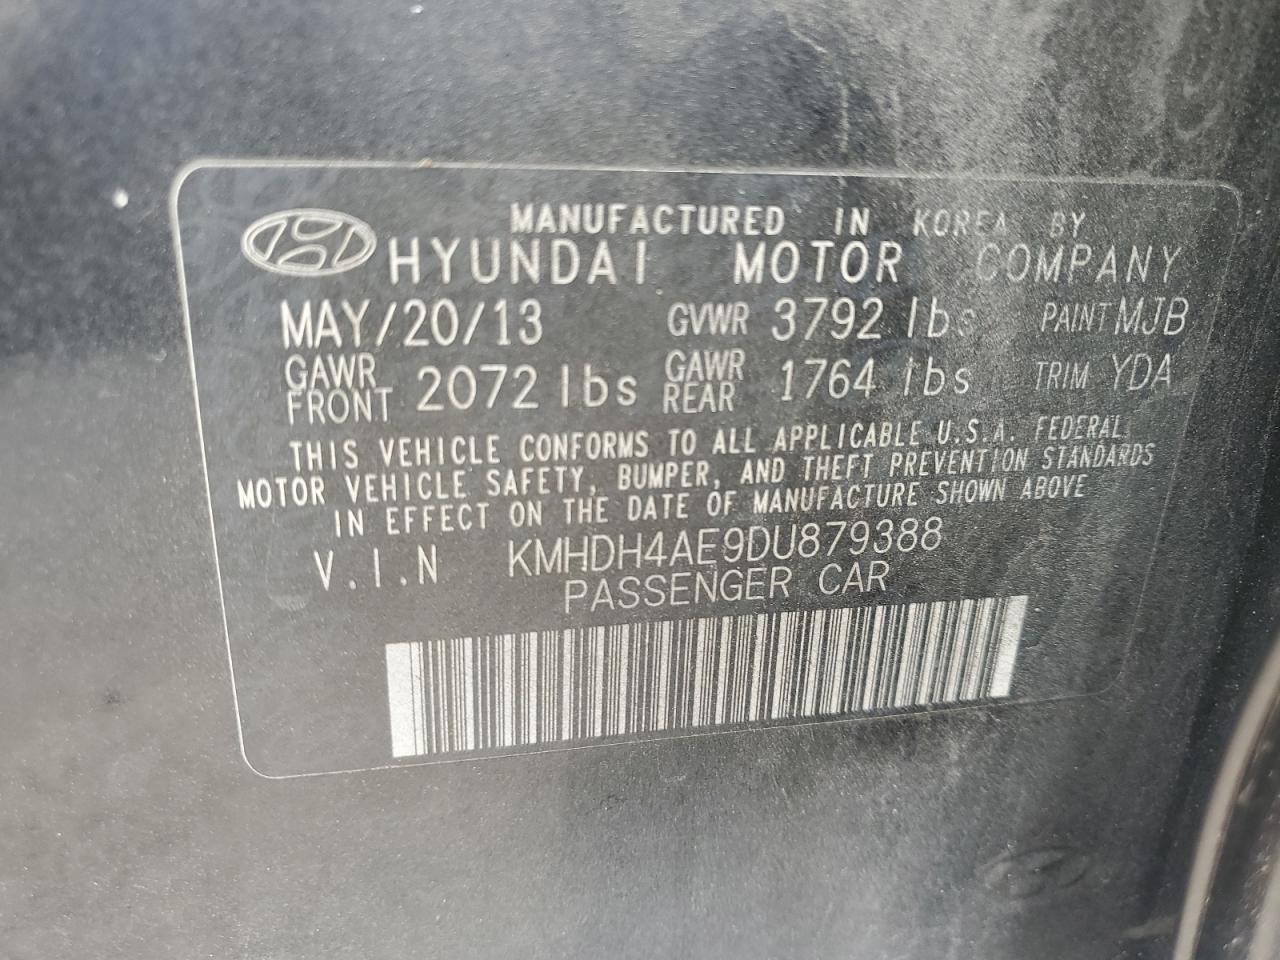 MANUFACTURED IN KOREA BY
HYUNDAI MOTOR COMPANY
MAY/20/13 GVWR 3792 lbs PAINT MJB
GAWR FRONT 2072 lbs GAWR REAR 1764 lbs TRIM YDA
THIS VEHICLE CONFORMS TO ALL APPLICABLE U.S.A. FEDERAL
MOTOR VEHICLE SAFETY, BUMPER, AND THEFT PREVENTION STANDARDS
IN EFFECT ON THE DATE OF MANUFACTURE SHOWN ABOVE
V.I.N KMHDH4AE9DU879388
PASSENGER CAR